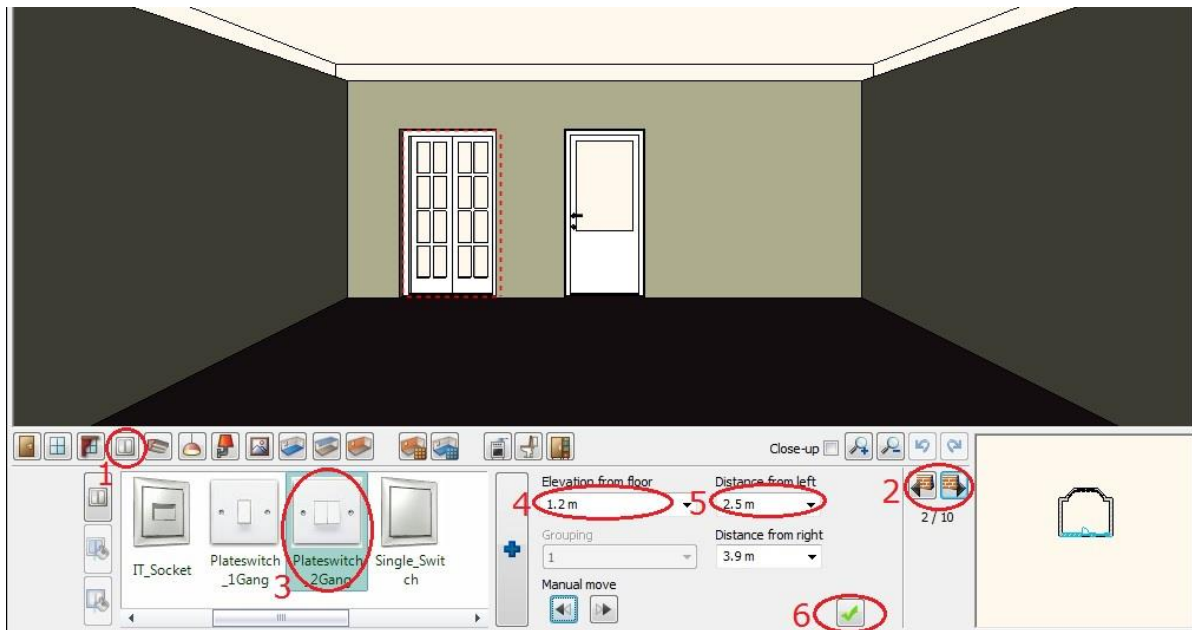 Close-up
1
2
2 / 10
IT_Socket
Plateswitch
_1Gang
Plateswitch
_2Gang
Single_Swit
ch
3
Elevation from floor
4
1.2 m
Distance from left
5
2.5 m
Grouping
1
Distance from right
3.9 m
Manual move
6